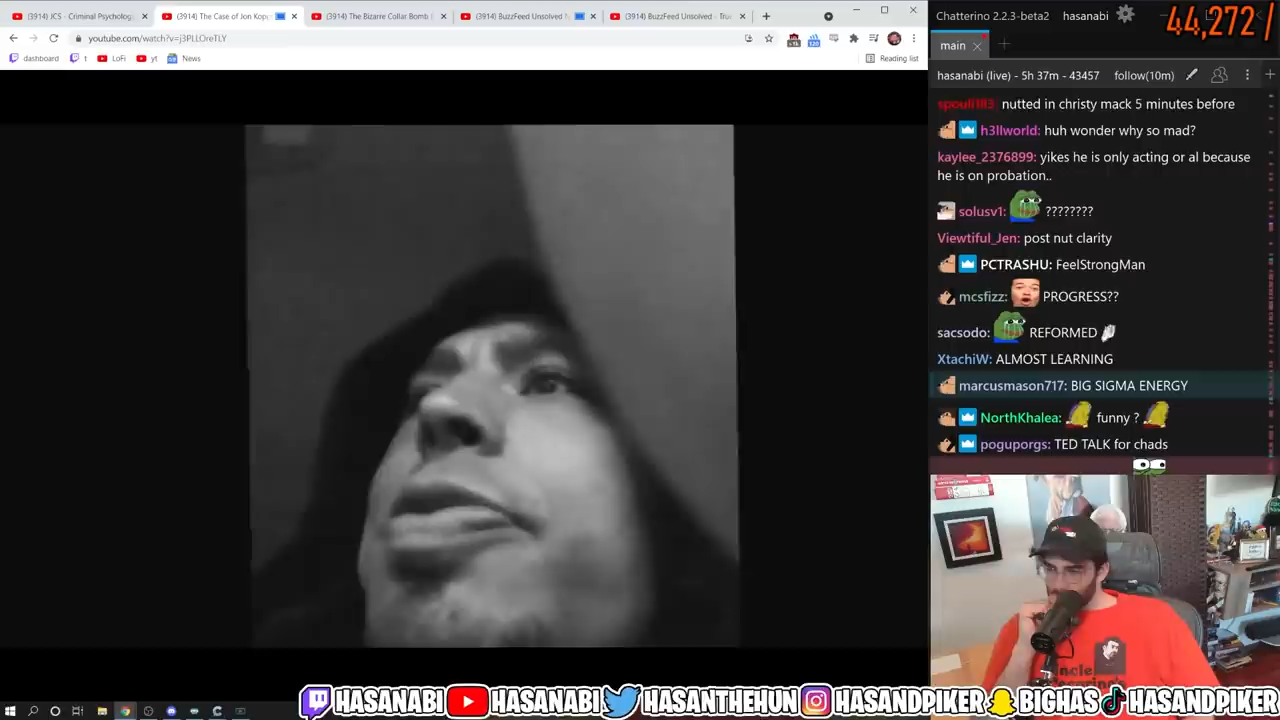 (3914) JCS - Criminal Psycholog
(3914) The Case of Jon Kopp
(3914) The Bizarre Collar Bomb
(3914) BuzzFeed Unsolved
(3914) BuzzFeed Unsolved - Tru
youtube.com/watch?v=j3PLLOreTLY
dashboard
t
LoFi
yt
News
Reading list
Chatterino 2.2.3-beta2
hasanabi
44,272 /
main
hasanabi (live) - 5h 37m - 43457
follow(10m)
nutted in christy mack 5 minutes before
h3llworld: huh wonder why so mad?
kaylee_2376899: yikes he is only acting or al because
he is on probation..
solusv1: ????????
Viewtiful_Jen: post nut clarity
PCTRASHU: FeelStrongMan
mcsfizz: PROGRESS??
sacsodo: REFORMED
XtachiW: ALMOST LEARNING
marcusmason717: BIG SIGMA ENERGY
NorthKhalea: funny ?
poguporgs: TED TALK for chads
HASANABI
HASANABI
HASANTHEHUN
HASANDPIKER
BIGHAS
HASANDPIKER